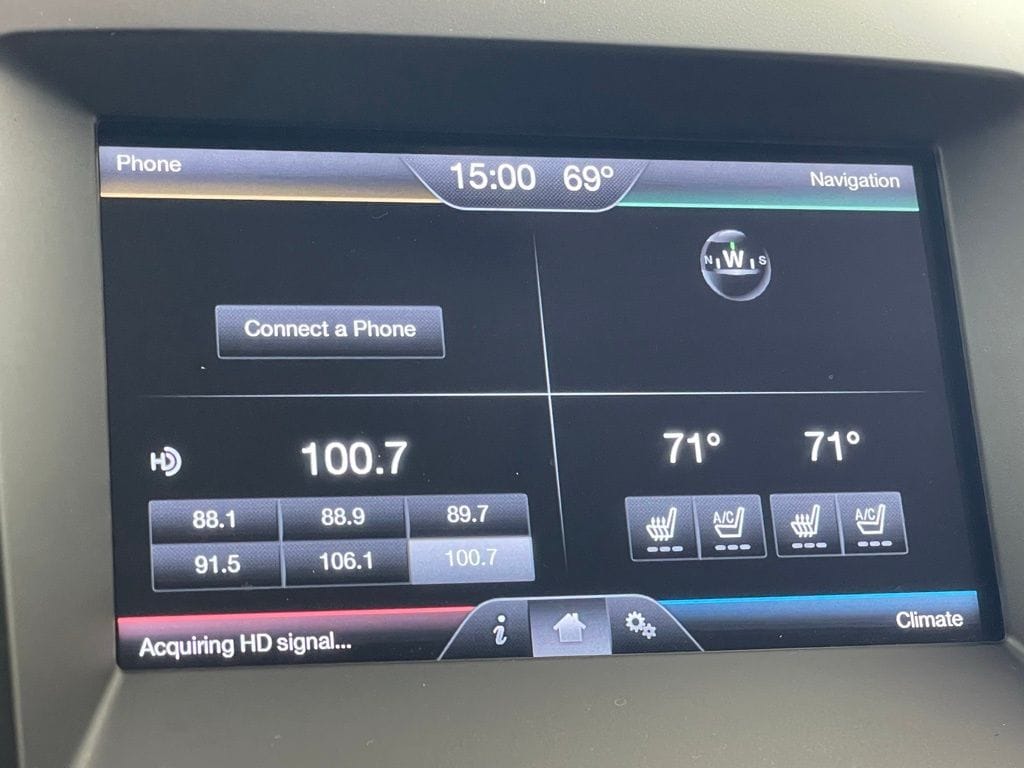 Phone
15:00 69°
Navigation
N W S
Connect a Phone
HD
100.7
88.1 88.9 89.7
91.5 106.1 100.7
71° 71°
A/C A/C
Acquiring HD signal...
i
Climate